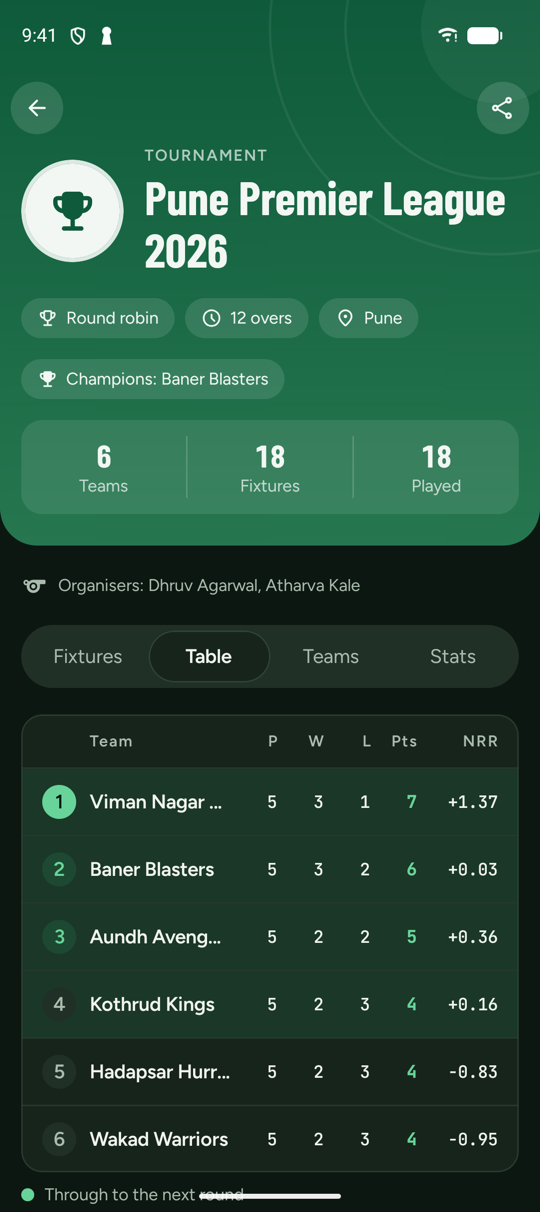 9:41
TOURNAMENT
Pune Premier League
2026
Round robin
12 overs
Pune
Champions: Baner Blasters
6 18 18
Teams Fixtures Played
Organisers: Dhruv Agarwal, Atharva Kale
Fixtures Table Teams Stats
Team P W L Pts NRR
1 Viman Nagar ... 5 3 1 7 +1.37
2 Baner Blasters 5 3 2 6 +0.03
3 Aundh Aveng... 5 2 2 5 +0.36
4 Kothrud Kings 5 2 3 4 +0.16
5 Hadapsar Hurr... 5 2 3 4 -0.83
6 Wakad Warriors 5 2 3 4 -0.95
Through to the next round